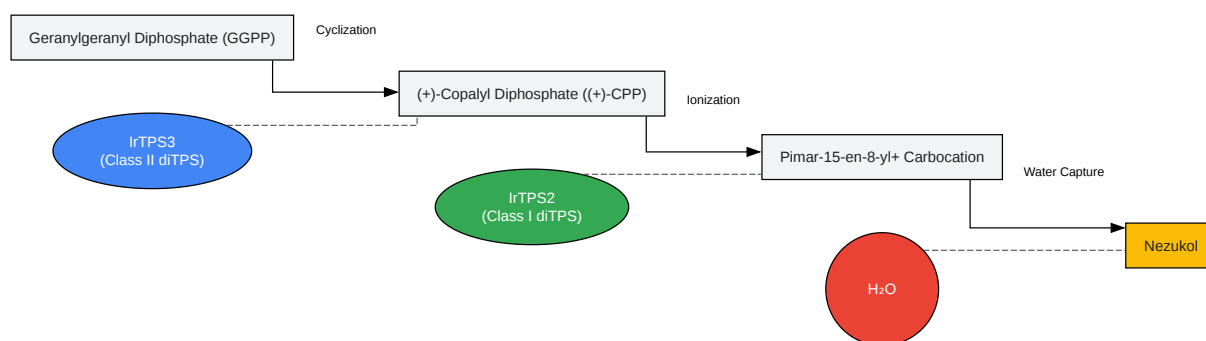 Geranylgeranyl Diphosphate (GGPP)
Cyclization
(+)-Copalyl Diphosphate ((+)-CPP)
Ionization
IrTPS3
(Class II diTPS)
Pimar-15-en-8-yl+ Carbocation
Water Capture
IrTPS2
(Class I diTPS)
Nezukol
H₂O